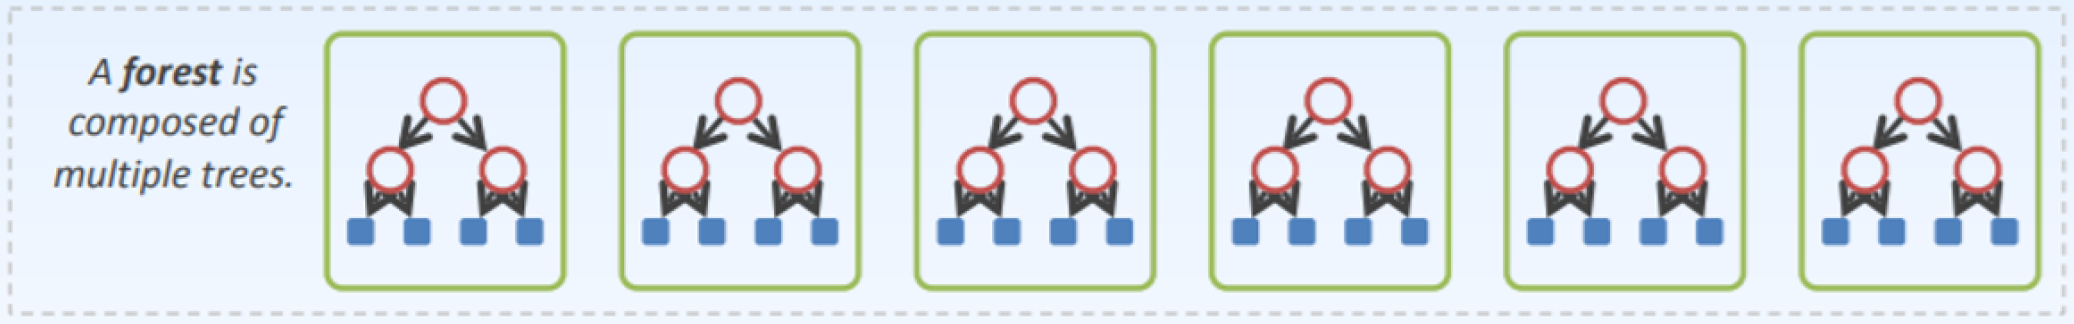 A forest is
composed of
multiple trees.